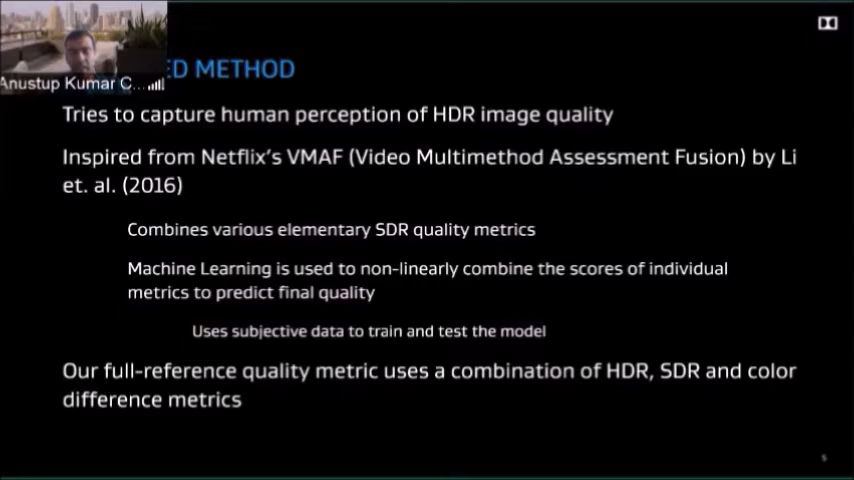 Anustup Kumar C...
ED METHOD
Tries to capture human perception of HDR image quality
Inspired from Netflix's VMAF (Video Multimethod Assessment Fusion) by Li
et. al. (2016)
Combines various elementary SDR quality metrics
Machine Learning is used to non-linearly combine the scores of individual
metrics to predict final quality
Uses subjective data to train and test the model
Our full-reference quality metric uses a combination of HDR, SDR and color
difference metrics
5